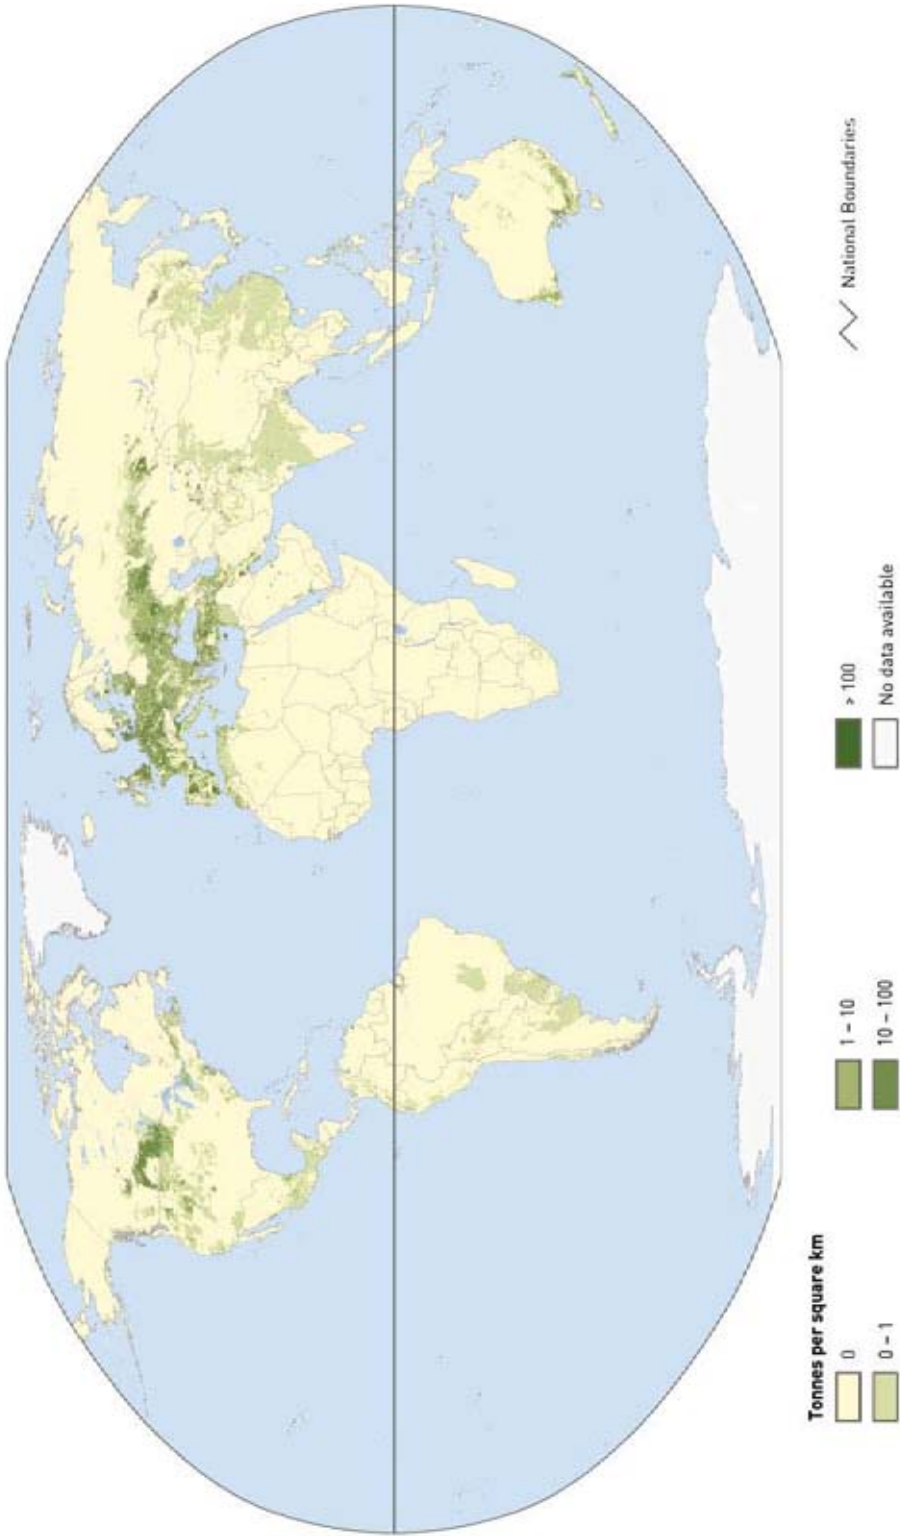 Tonnes per square km
0
0 – 1
1 – 10
10 – 100
> 100
No data available
National Boundaries